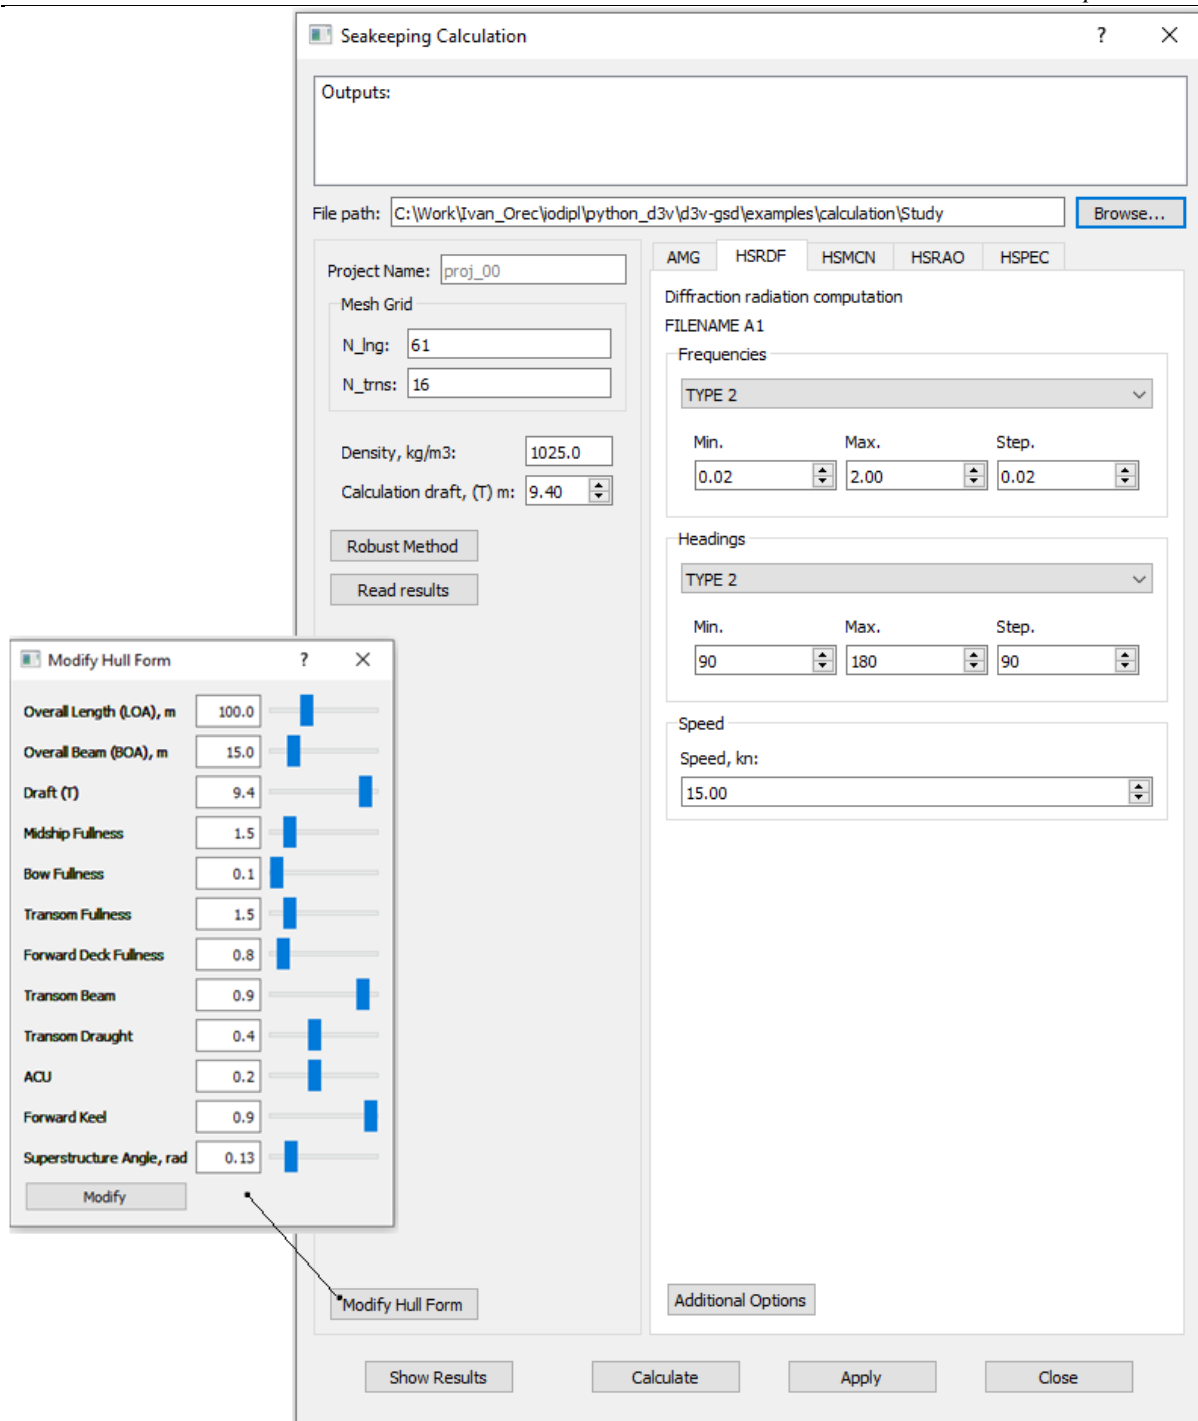 Seakeeping Calculation
Outputs:
File path: C:\Work\Ivan_Orec\iodipl\python_d3v\d3v-gsd\examples\calculation\Study Browse...
Project Name: proj_00
Mesh Grid
N_lng: 61
N_trns: 16
Density, kg/m3: 1025.0
Calculation draft, (T) m: 9.40
Robust Method
Read results
AMG HSRDF HSMCN HSRAO HSPEC
Diffraction radiation computation
FILENAME A1
Frequencies
TYPE 2
Min. Max. Step.
0.02 2.00 0.02
Headings
TYPE 2
Min. Max. Step.
90 180 90
Speed
Speed, kn:
15.00
Modify Hull Form
Overall Length (LOA), m 100.0
Overall Beam (BOA), m 15.0
Draft (T) 9.4
Midship Fullness 1.5
Bow Fullness 0.1
Transom Fullness 1.5
Forward Deck Fullness 0.8
Transom Beam 0.9
Transom Draught 0.4
ACU 0.2
Forward Keel 0.9
Superstructure Angle, rad 0.13
Modify
Modify Hull Form
Additional Options
Show Results Calculate Apply Close